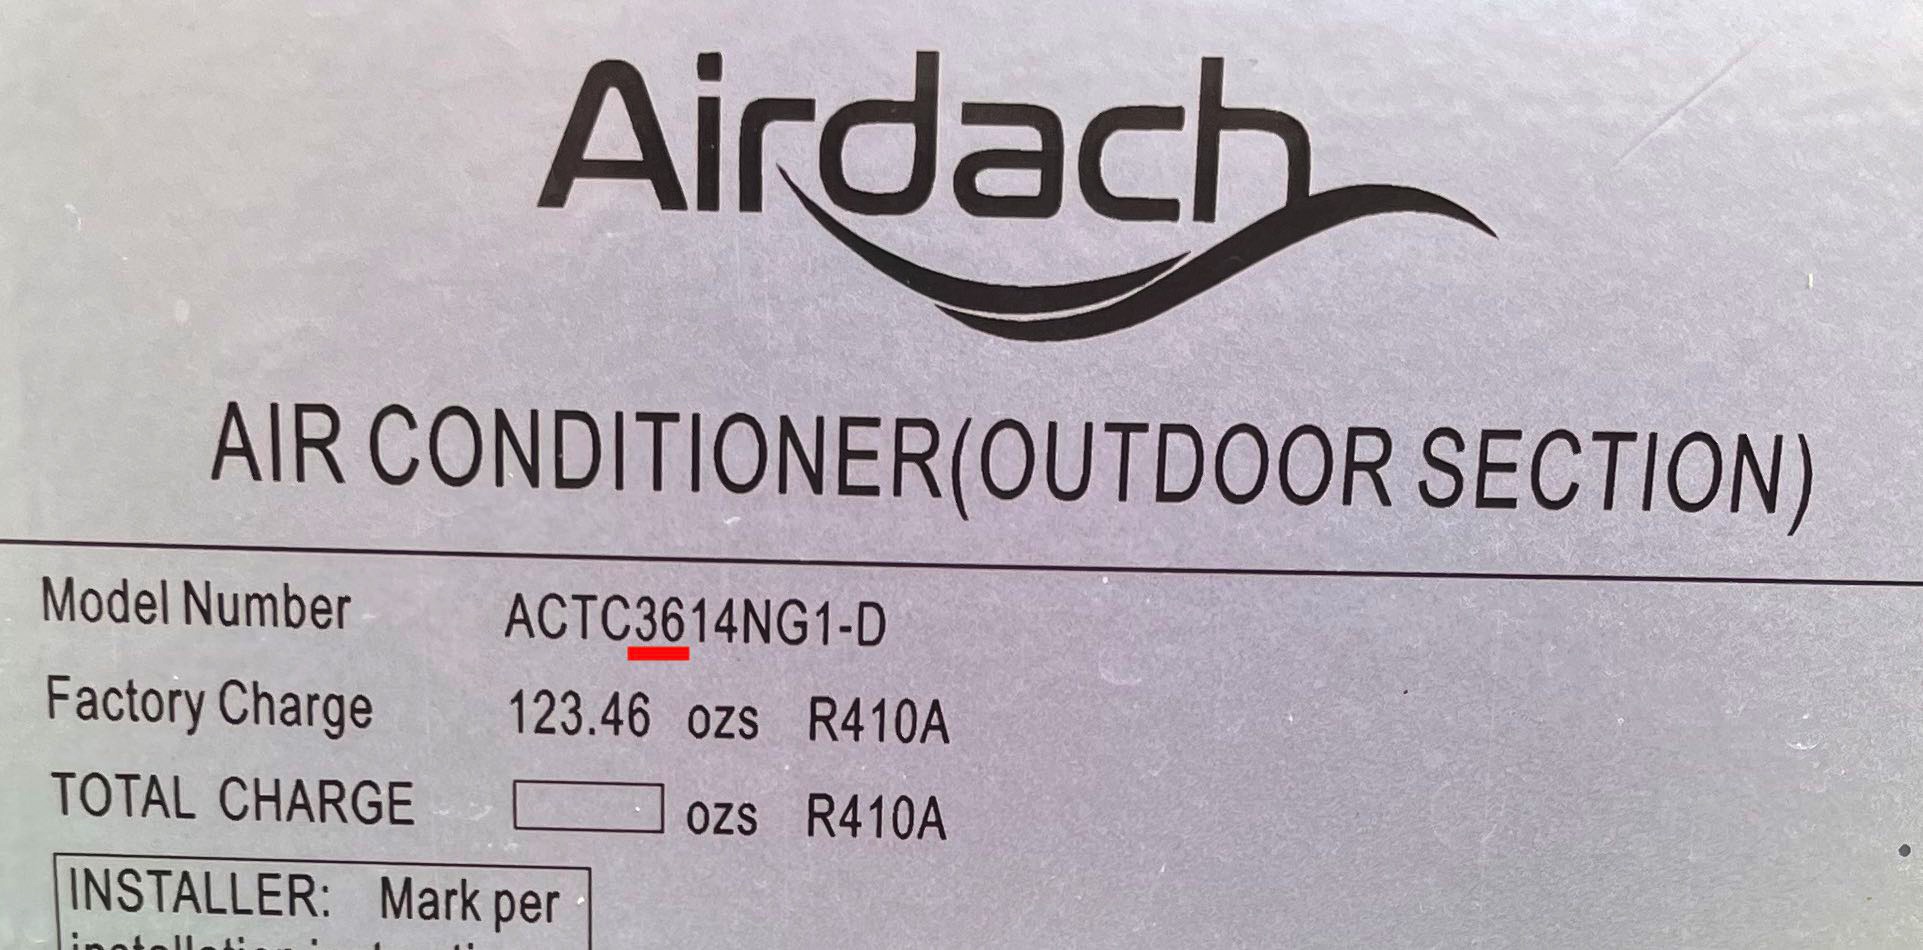 Airdach
AIR CONDITIONER(OUTDOOR SECTION)
Model Number ACTC3614NG1-D
Factory Charge 123.46 ozs R410A
TOTAL CHARGE ozs R410A
INSTALLER: Mark per